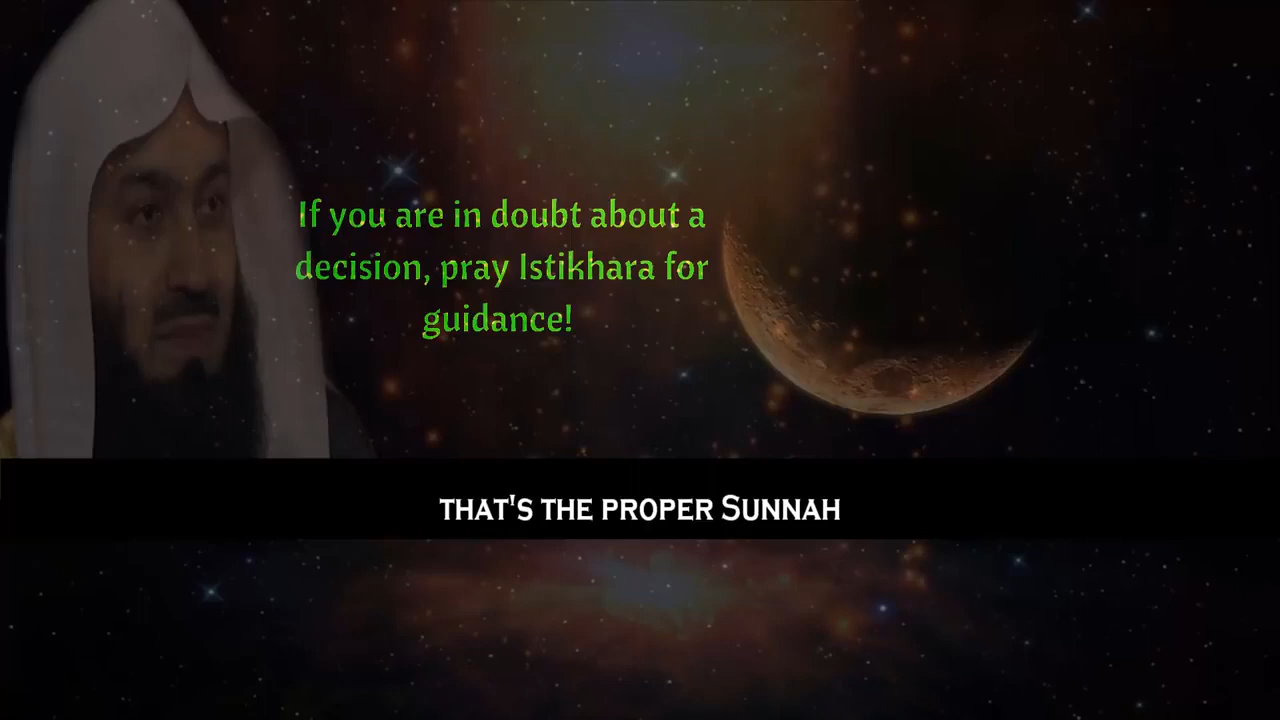 If you are in doubt about a
decision, pray Istikhara for
guidance!
THAT'S THE PROPER SUNNAH